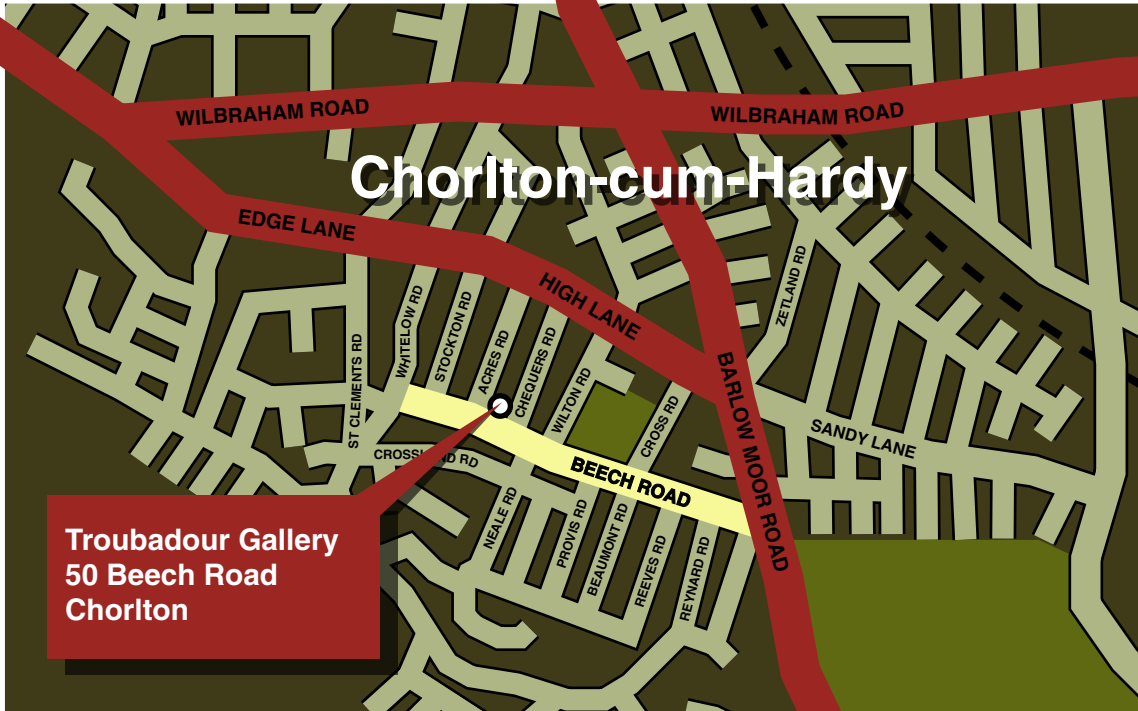 WILBRAHAM ROAD
WILBRAHAM ROAD
Chorlton-cum-Hardy
EDGE LANE
HIGH LANE
ZETLAND RD
WHITELOW RD
STOCKTON RD
ACRES RD
CHEQUERS RD
ST CLEMENTS RD
WILTON RD
CROSS RD
BARLOW MOOR ROAD
SANDY LANE
CROSSLAND RD
BEECH ROAD
NEALE RD
PROVIS RD
BEAUMONT RD
REEVES RD
REYNARD RD
Troubadour Gallery
50 Beech Road
Chorlton